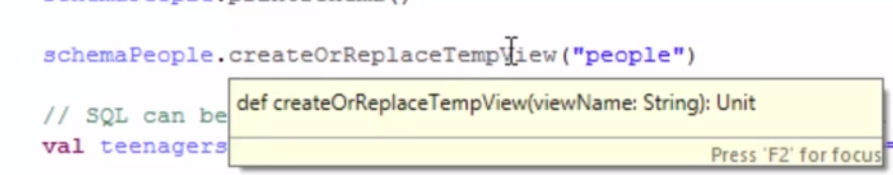 schemaPeople.createOrReplaceTempView("people")
def createOrReplaceTempView(viewName: String): Unit
// SQL can be
val teenagers
Press 'F2' for focus